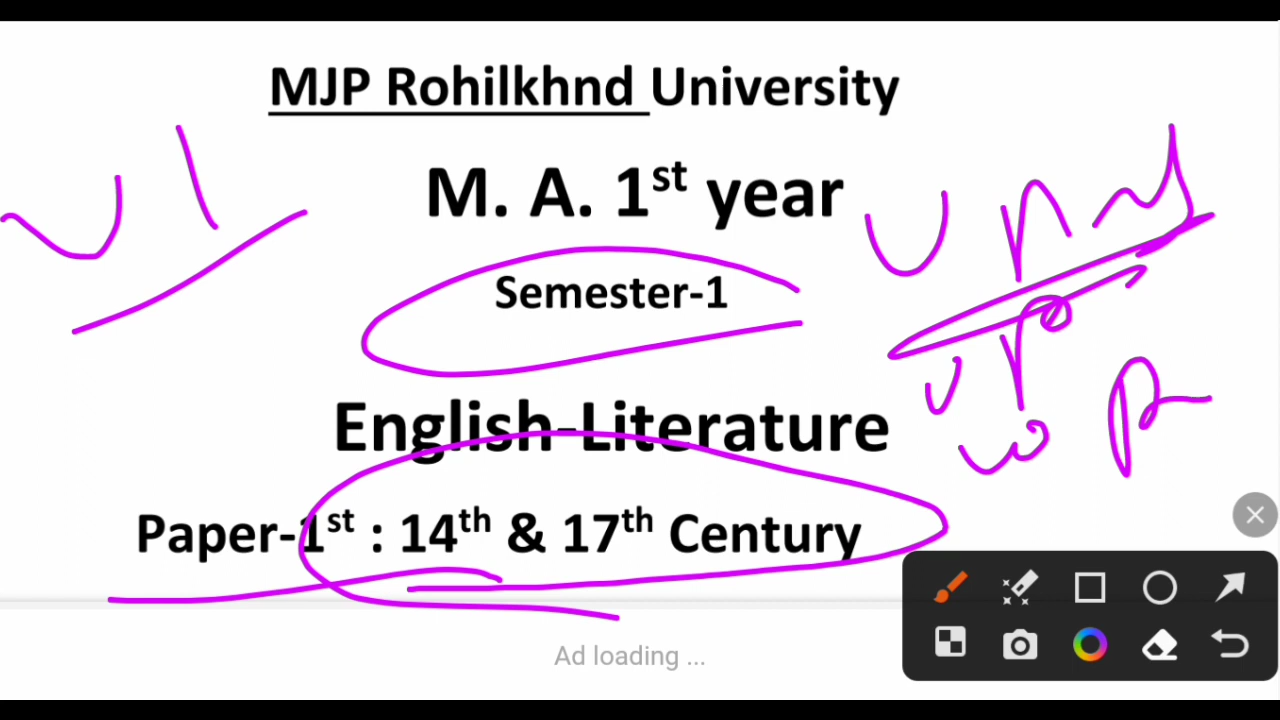 MJP Rohilkhnd University
M. A. 1st year
Semester-1
English-Literature
Paper-1st : 14th & 17th Century
Ad loading ...